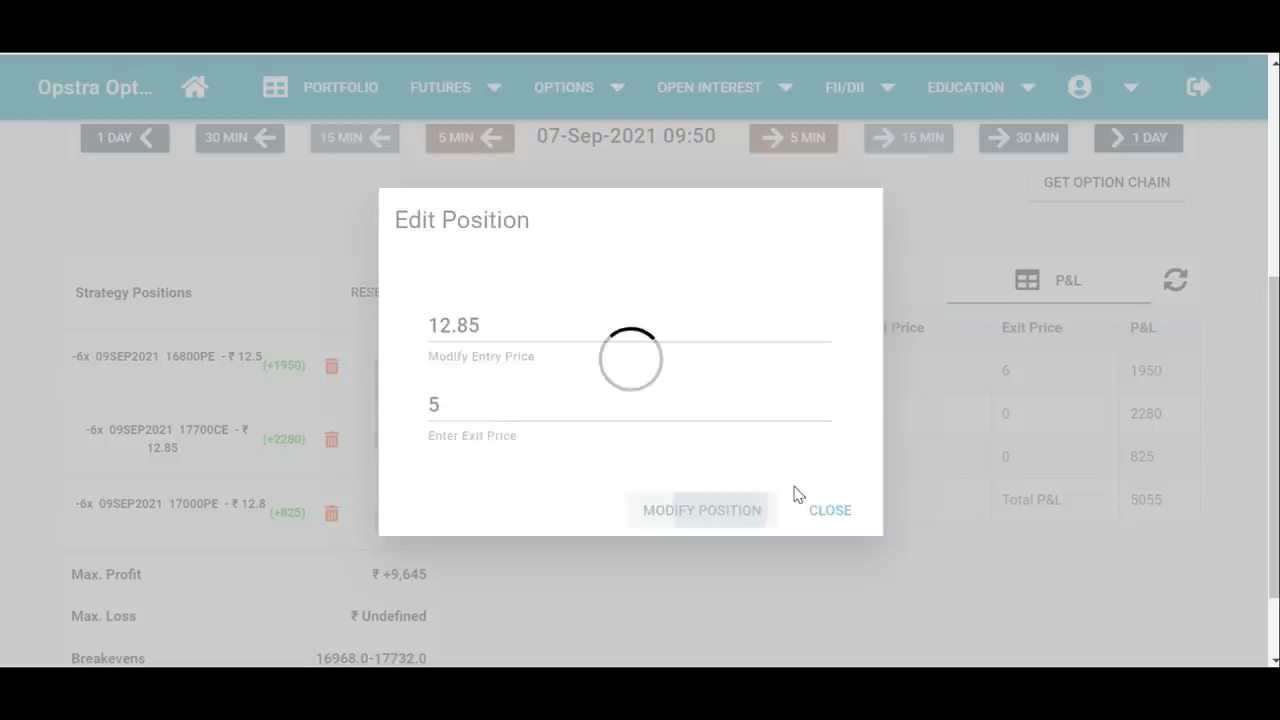 Opstra Opt... PORTFOLIO FUTURES OPTIONS OPEN INTEREST FII/DII EDUCATION
1 DAY 30 MIN 15 MIN 5 MIN 07-Sep-2021 09:50 5 MIN 15 MIN 30 MIN 1 DAY
GET OPTION CHAIN
Edit Position
Strategy Positions RESE
P&L
12.85
Modify Entry Price
Price Exit Price P&L
-6x 09SEP2021 16800PE - ₹ 12.5 (+1950)
6 1950
5
Enter Exit Price
0 2280
-6x 09SEP2021 17700CE - ₹
12.85 (+2280)
0 825
-6x 09SEP2021 17000PE - ₹ 12.8 (+825)
Total P&L 5055
MODIFY POSITION CLOSE
Max. Profit ₹ +9,645
Max. Loss ₹ Undefined
Breakevens 16968.0-17732.0